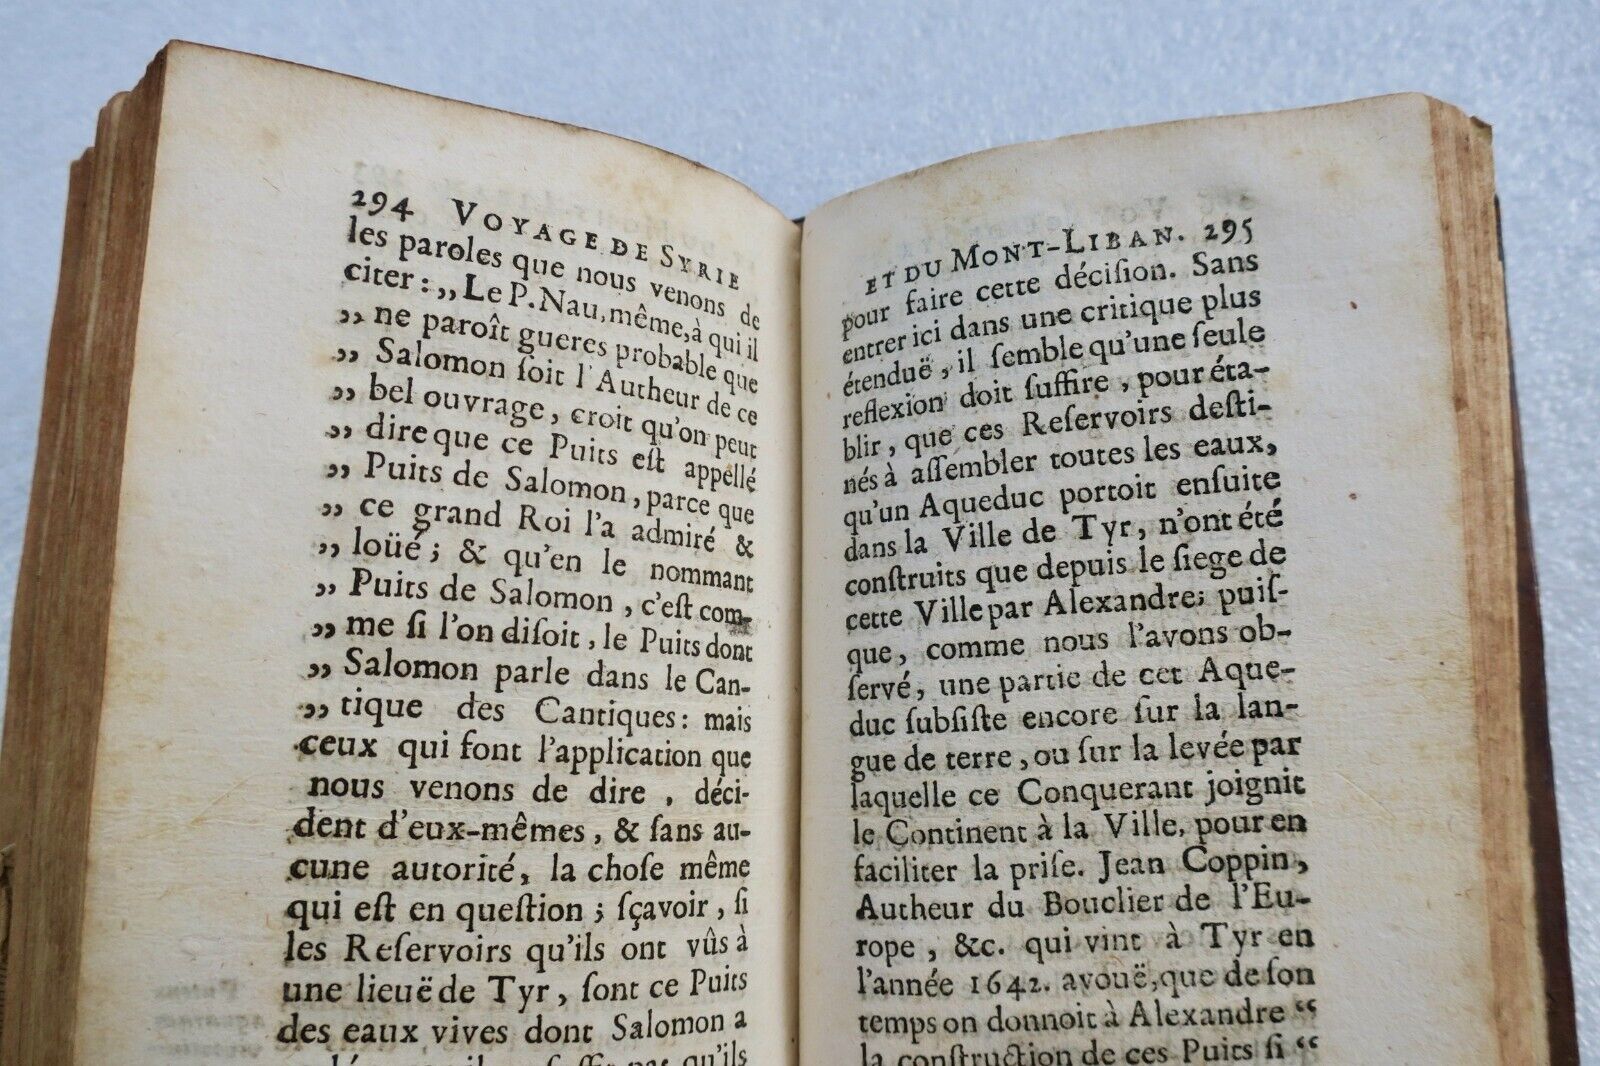 294 VOYAGE DE SYRIE
les paroles que nous venons de
citer : „ Le P. Nau, même, à qui il
„ ne paroît gueres probable que
„ Salomon ſoit l'Autheur de ce
„ bel ouvrage, croit qu'on peut
„ dire que ce Puits eſt appellé
„ Puits de Salomon, parce que
„ ce grand Roi l'a admiré &
„ loüé ; & qu'en le nommant
„ Puits de Salomon, c'eſt com-
„ me ſi l'on diſoit, le Puits dont
„ Salomon parle dans le Can-
„ tique des Cantiques : mais
ceux qui font l'application que
nous venons de dire, déci-
dent d'eux-mêmes, & ſans au-
cune autorité, la choſe même
qui eſt en queſtion ; ſçavoir, ſi
les Reſervoirs qu'ils ont vûs à
une lieuë de Tyr, ſont ce Puits
des eaux vives dont Salomon a
pas qu'ils
ET DU MONT-LIBAN. 295
pour faire cette déciſion. Sans
entrer ici dans une critique plus
étenduë, il ſemble qu'une ſeule
reflexion doit ſuffire, pour éta-
blir, que ces Reſervoirs deſti-
nés à aſſembler toutes les eaux,
qu'un Aqueduc portoit enſuite
dans la Ville de Tyr, n'ont été
conſtruits que depuis le ſiege de
cette Ville par Alexandre; puiſ-
que, comme nous l'avons ob-
ſervé, une partie de cet Aque-
duc ſubſiſte encore ſur la lan-
gue de terre, ou ſur la levée par
laquelle ce Conquerant joignit
le Continent à la Ville, pour en
faciliter la priſe. Jean Coppin,
Autheur du Bouclier de l'Eu-
rope, &c. qui vint à Tyr en
l'année 1642. avouë, que de ſon
temps on donnoit à Alexandre “
la conſtruction de ces Puits ſi “